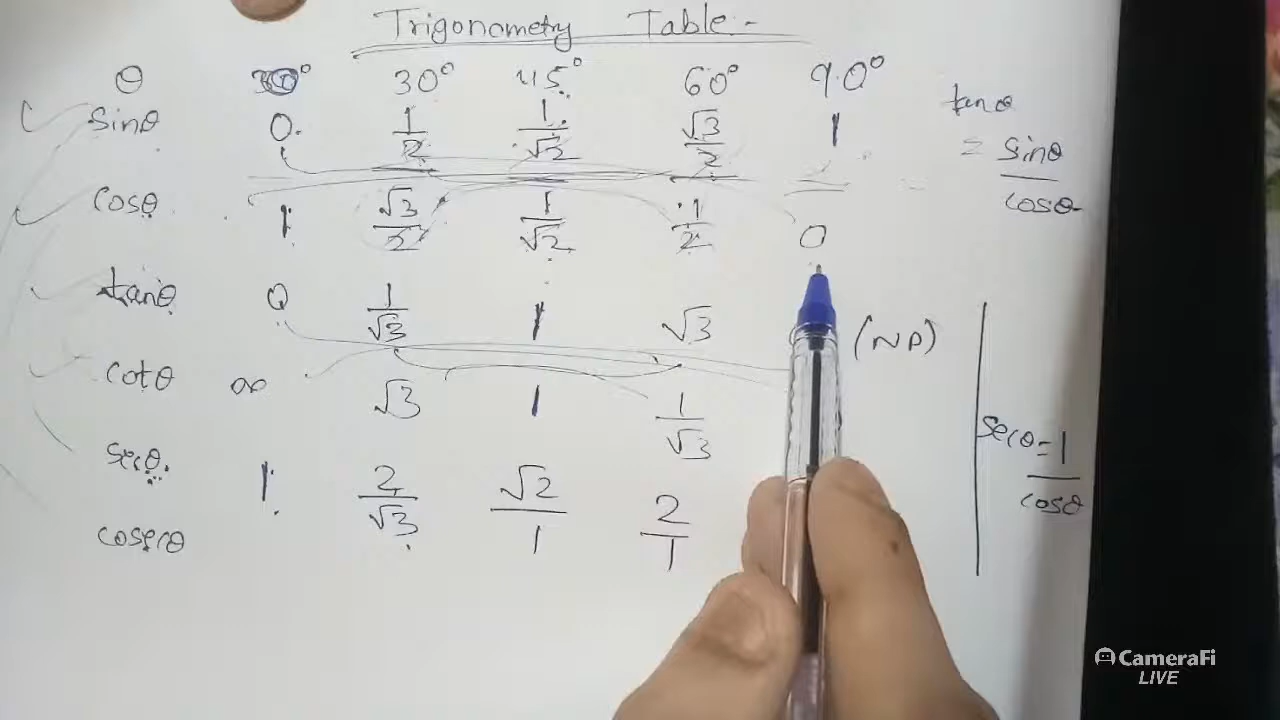 Trigonometry Table:-
θ 0° 30° 45° 60° 90°
sinθ 0 1/2 1/√2 √3/2 1
cosθ 1 √3/2 1/√2 1/2 0
tanθ 0 1/√3 1 √3 (ND)
cotθ ∞ √3 1 1/√3
secθ 1 2/√3 √2/1 2/1
cosecθ
tanθ
= sinθ/cosθ
secθ = 1/cosθ
CameraFi
LIVE